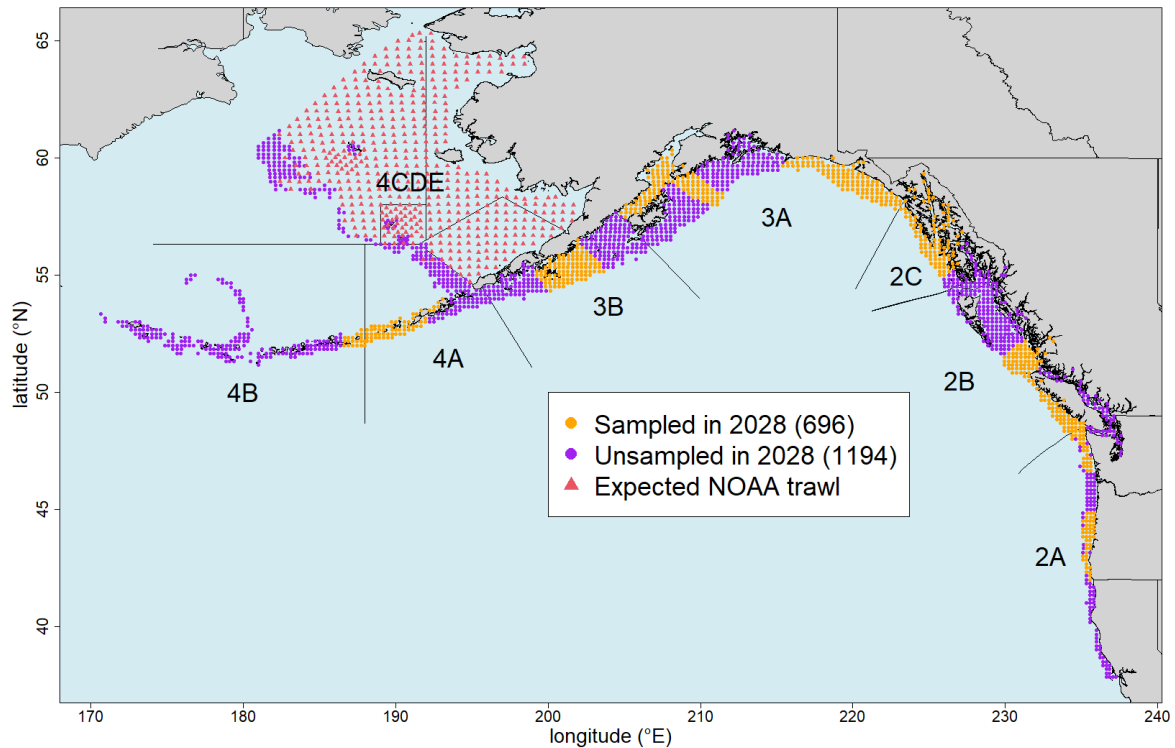 65
60
55
50
45
40
latitude (°N)
4CDE
3A
2C
3B
4A
4B
2B
2A
Sampled in 2028 (696)
Unsampled in 2028 (1194)
Expected NOAA trawl
170
180
190
200
210
220
230
240
longitude (°E)